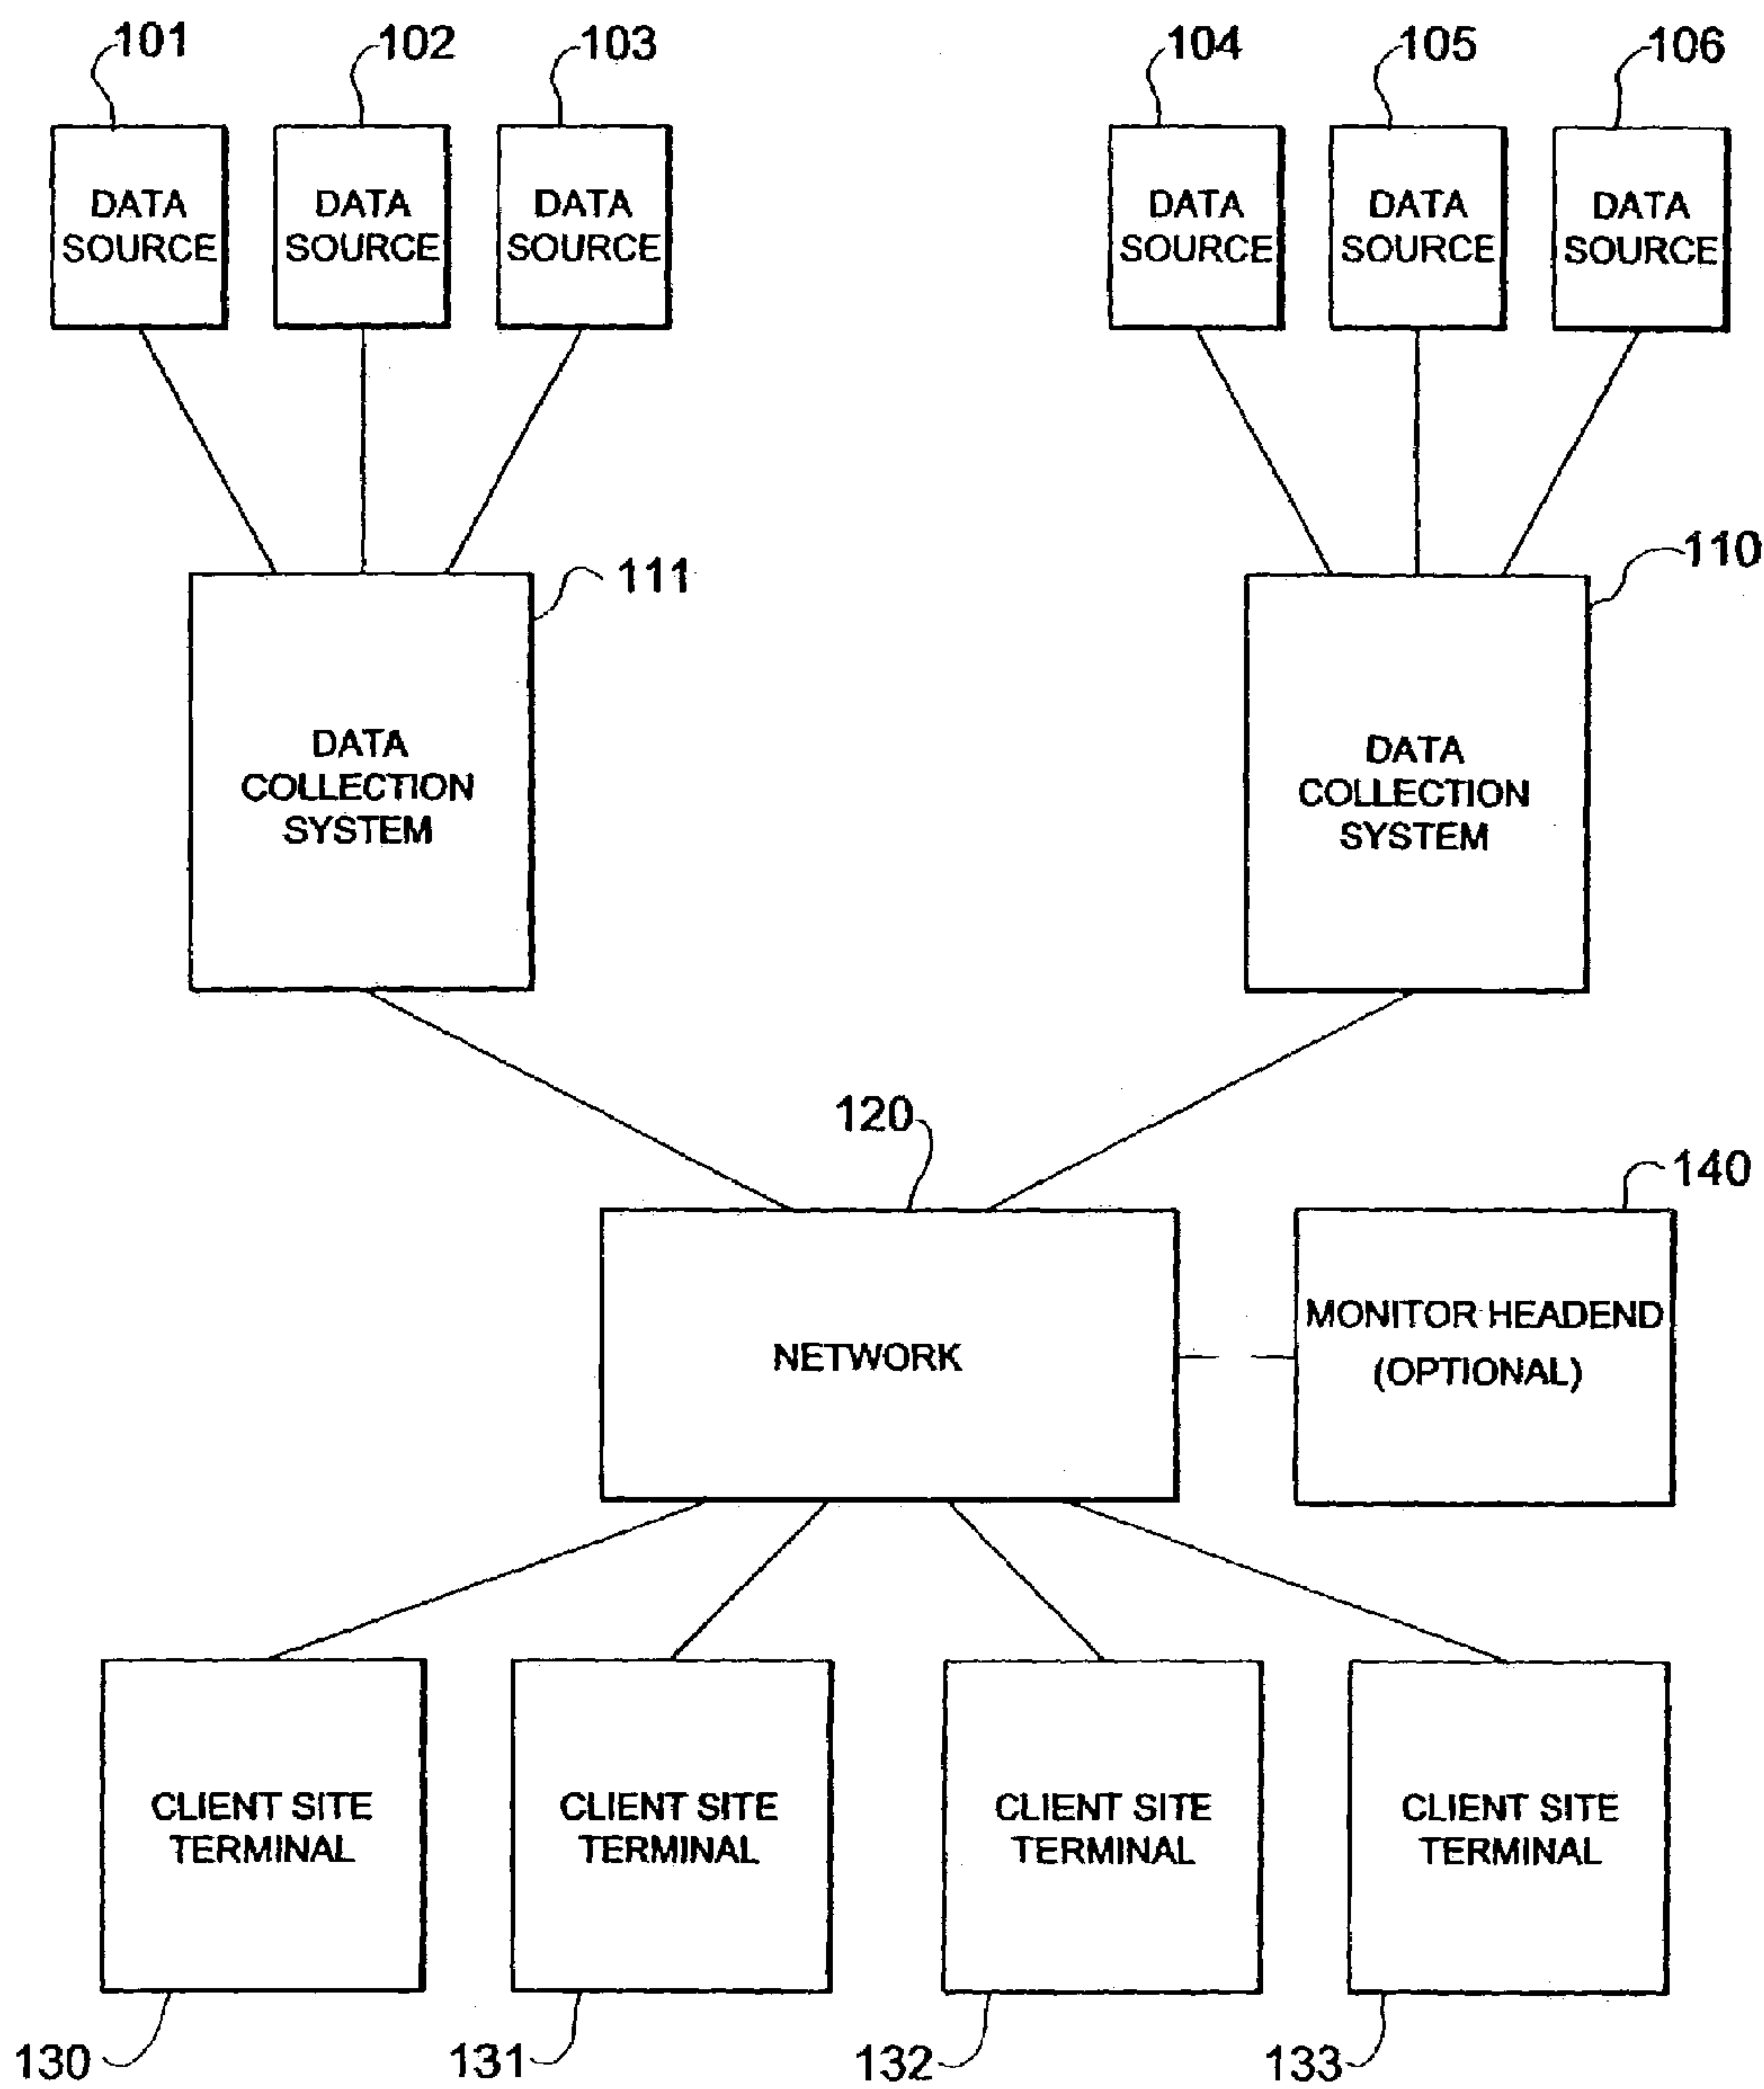 101
102
103
104
105
106
DATA
SOURCE
DATA
SOURCE
DATA
SOURCE
DATA
SOURCE
DATA
SOURCE
DATA
SOURCE
111
110
DATA
COLLECTION
SYSTEM
DATA
COLLECTION
SYSTEM
120
140
NETWORK
MONITOR HEADEND
(OPTIONAL)
CLIENT SITE
TERMINAL
CLIENT SITE
TERMINAL
CLIENT SITE
TERMINAL
CLIENT SITE
TERMINAL
130
131
132
133